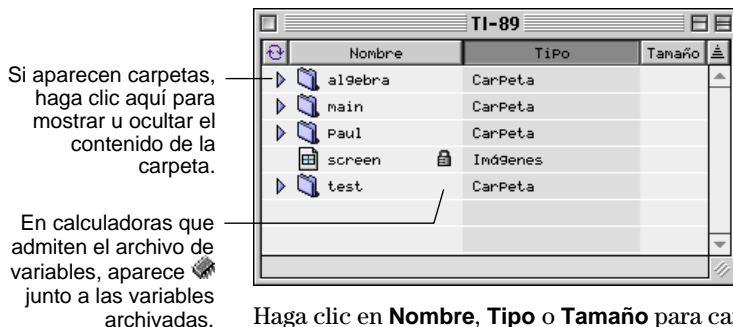 TI-89
Nombre Tipo Tamaño
Si aparecen carpetas,
haga clic aquí para
mostrar u ocultar el
contenido de la
carpeta.
algebra Carpeta
main Carpeta
Paul Carpeta
screen Imágenes
test Carpeta
En calculadoras que
admiten el archivo de
variables, aparece
junto a las variables
archivadas.
Haga clic en Nombre, Tipo o Tamaño para